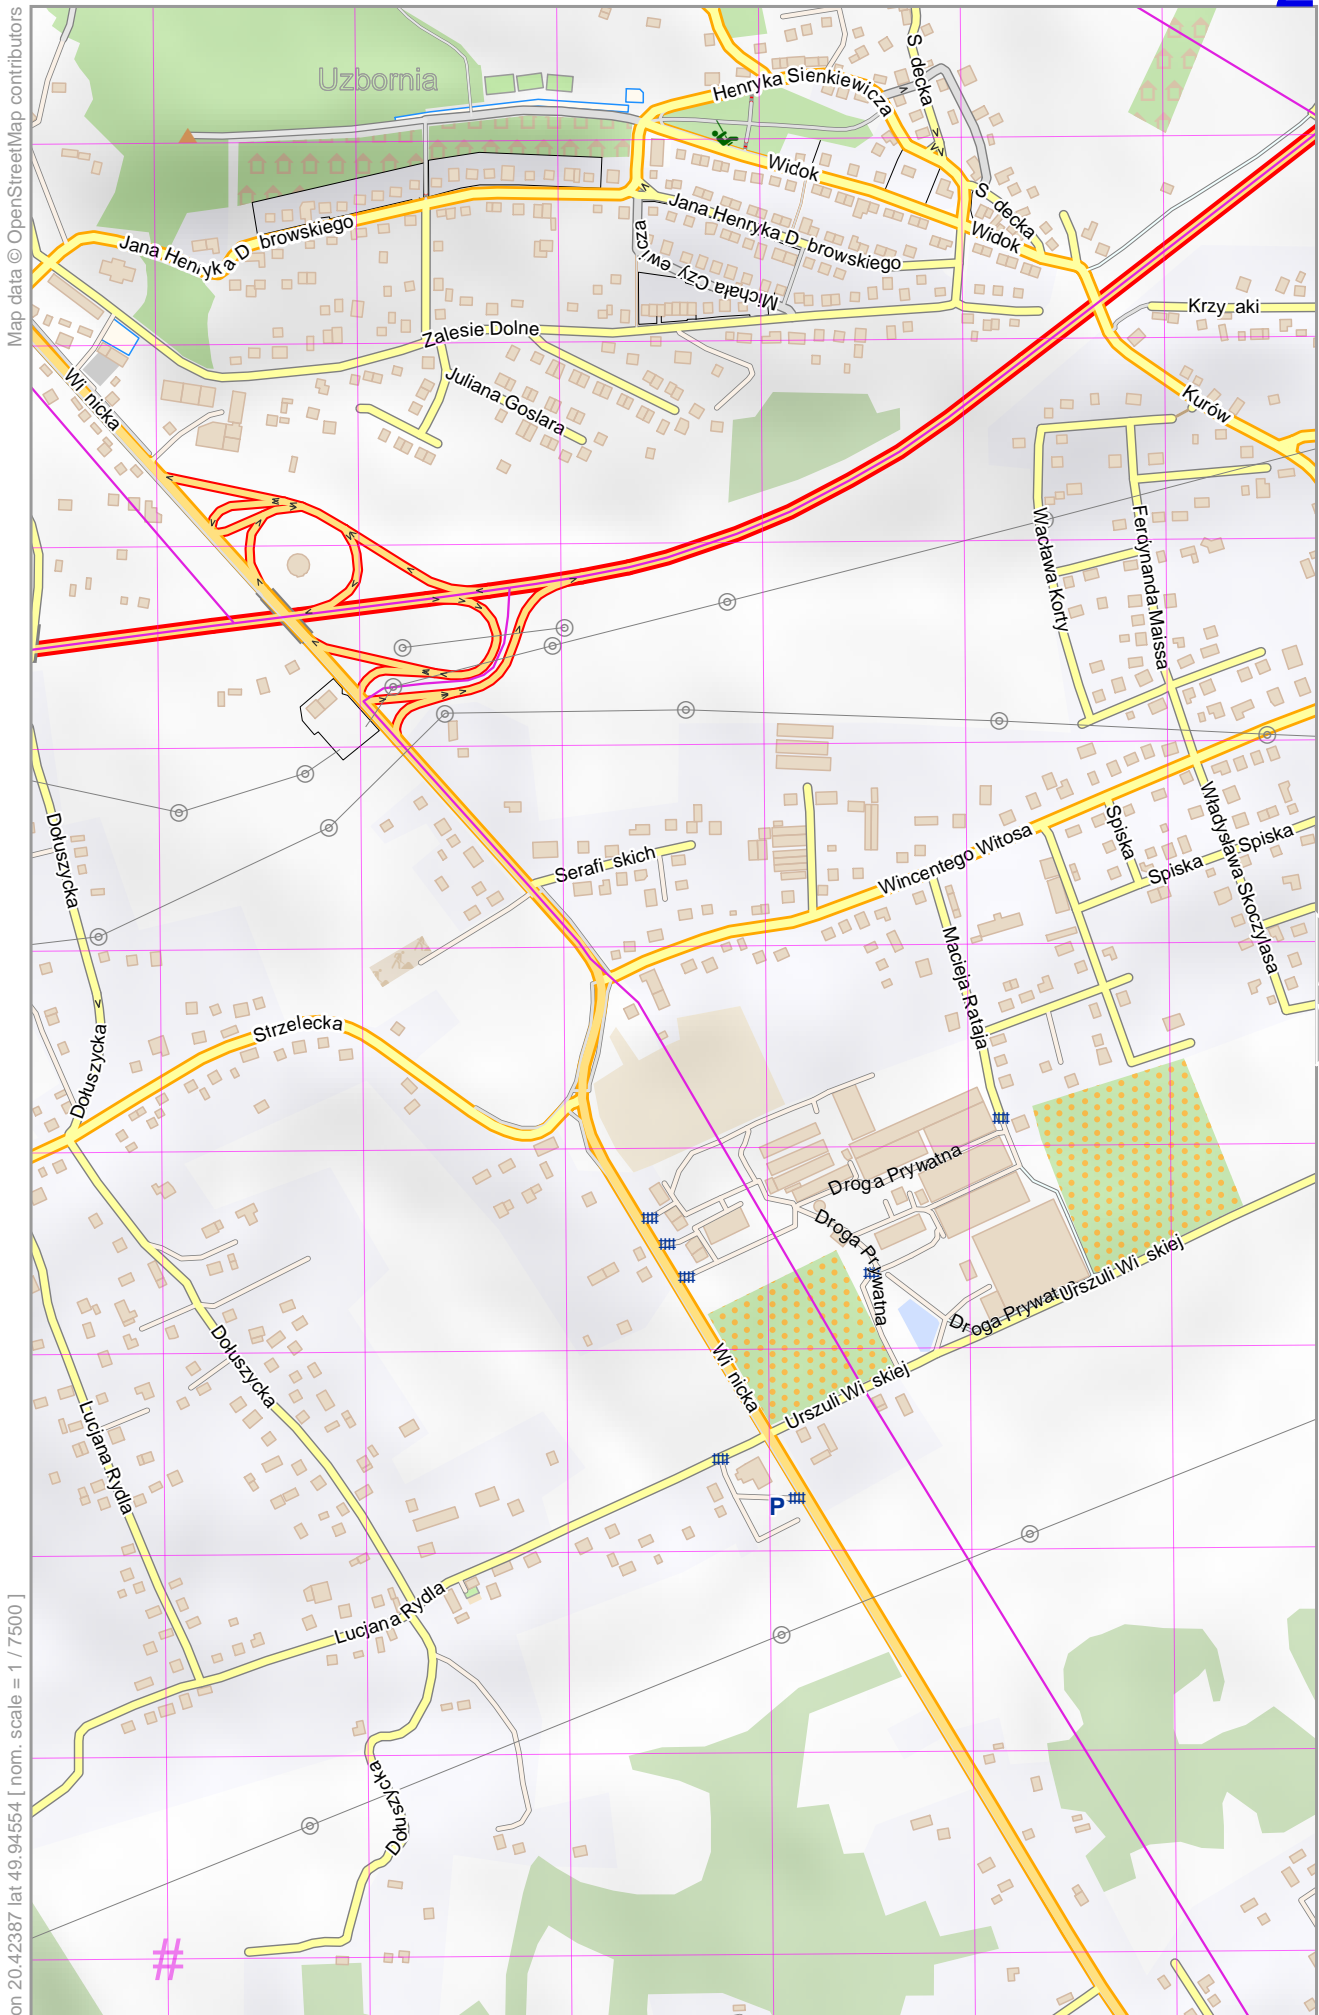 Map data © OpenStreetMap contributors
on 20.42387 lat 49.94554 [ nom. scale = 1 / 7500 ]
Uzbornia
Henryka Sienkiewicza
S decka
Widok
S decka
Widok
Jana Henryka D browskiego
Jana Henryka D browskiego
Michała Czy ewicza
Krzy aki
Zalesie Dolne
Juliana Goslara
Wi nicka
Kurów
Wacława Korty
Ferdynanda Maissa
Dołuszycka
Serafi skich
Wincentego Witosa
Spiska
Spiska
Spiska
Władysława Skoczylasa
Macieja Rataja
Strzelecka
Dołuszycka
Droga Prywatna
Droga Prywatna
Droga Prywatna
Urszuli Wi skiej
Wi nicka
Urszuli Wi skiej
Dołuszycka
Lucjana Rydla
P
Lucjana Rydla
Dołuszycka
#